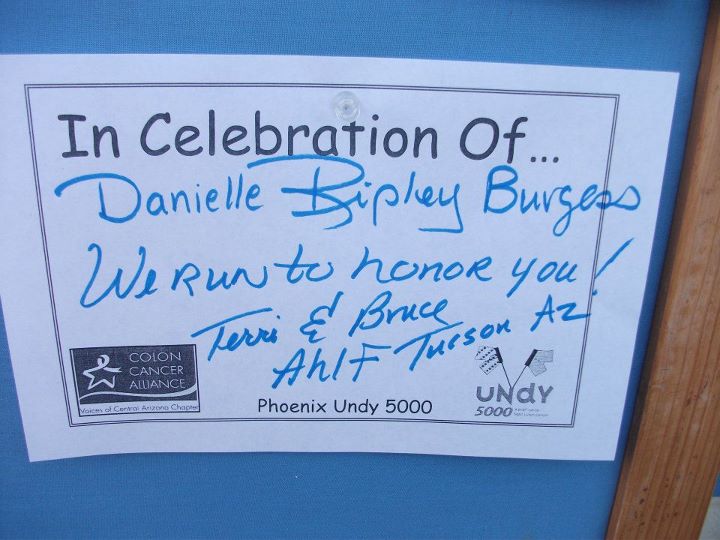 In Celebration Of...
Danielle Ripley Burgess
We Run to honor you!
Terri & Bruce
Ahlf Tucson Az
COLON
CANCER
ALLIANCE
Voices of Central Arizona Chapter
Phoenix Undy 5000
UNdY
5000